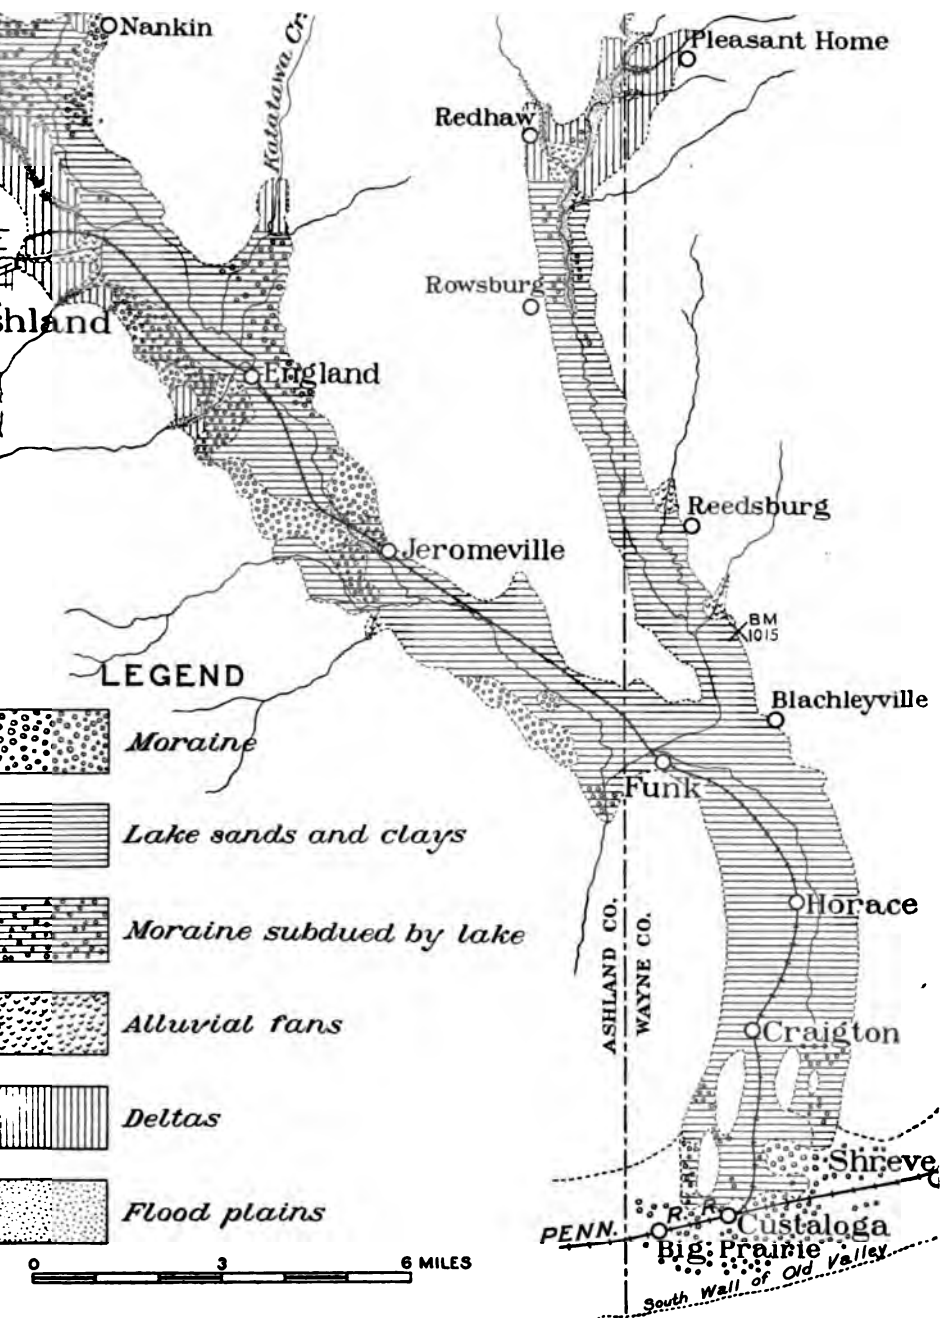 Nankin
Katatawa Cr.
Pleasant Home
Redhaw
Rowsburg
shland
England
Reedsburg
Jeromeville
BM
1015
LEGEND
Blachleyville
Moraine
Funk
Lake sands and clays
Horace
Moraine subdued by lake
ASHLAND CO.
WAYNE CO.
Alluvial fans
Craigton
Deltas
Shreve
Flood plains
PENN. R. R.
Custaloga
Big Prairie
South Wall of Old Valley
0 3 6 MILES